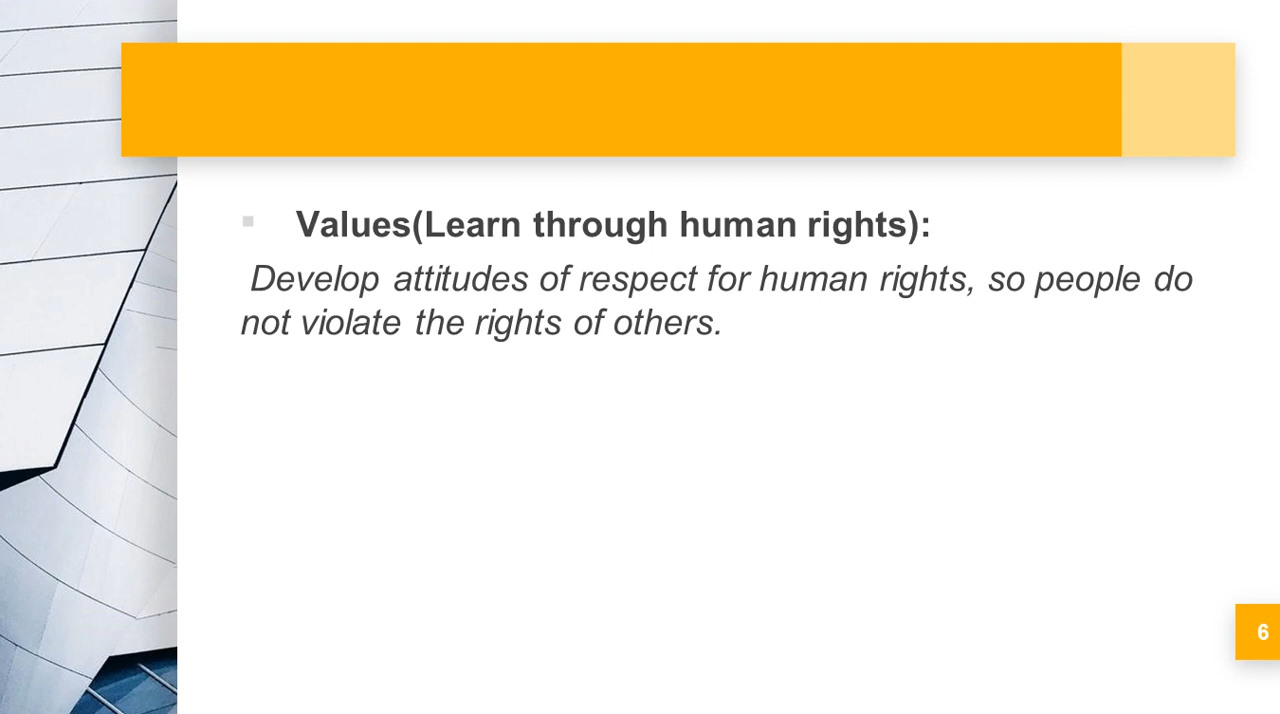 Values(Learn through human rights):
Develop attitudes of respect for human rights, so people do
not violate the rights of others.
6